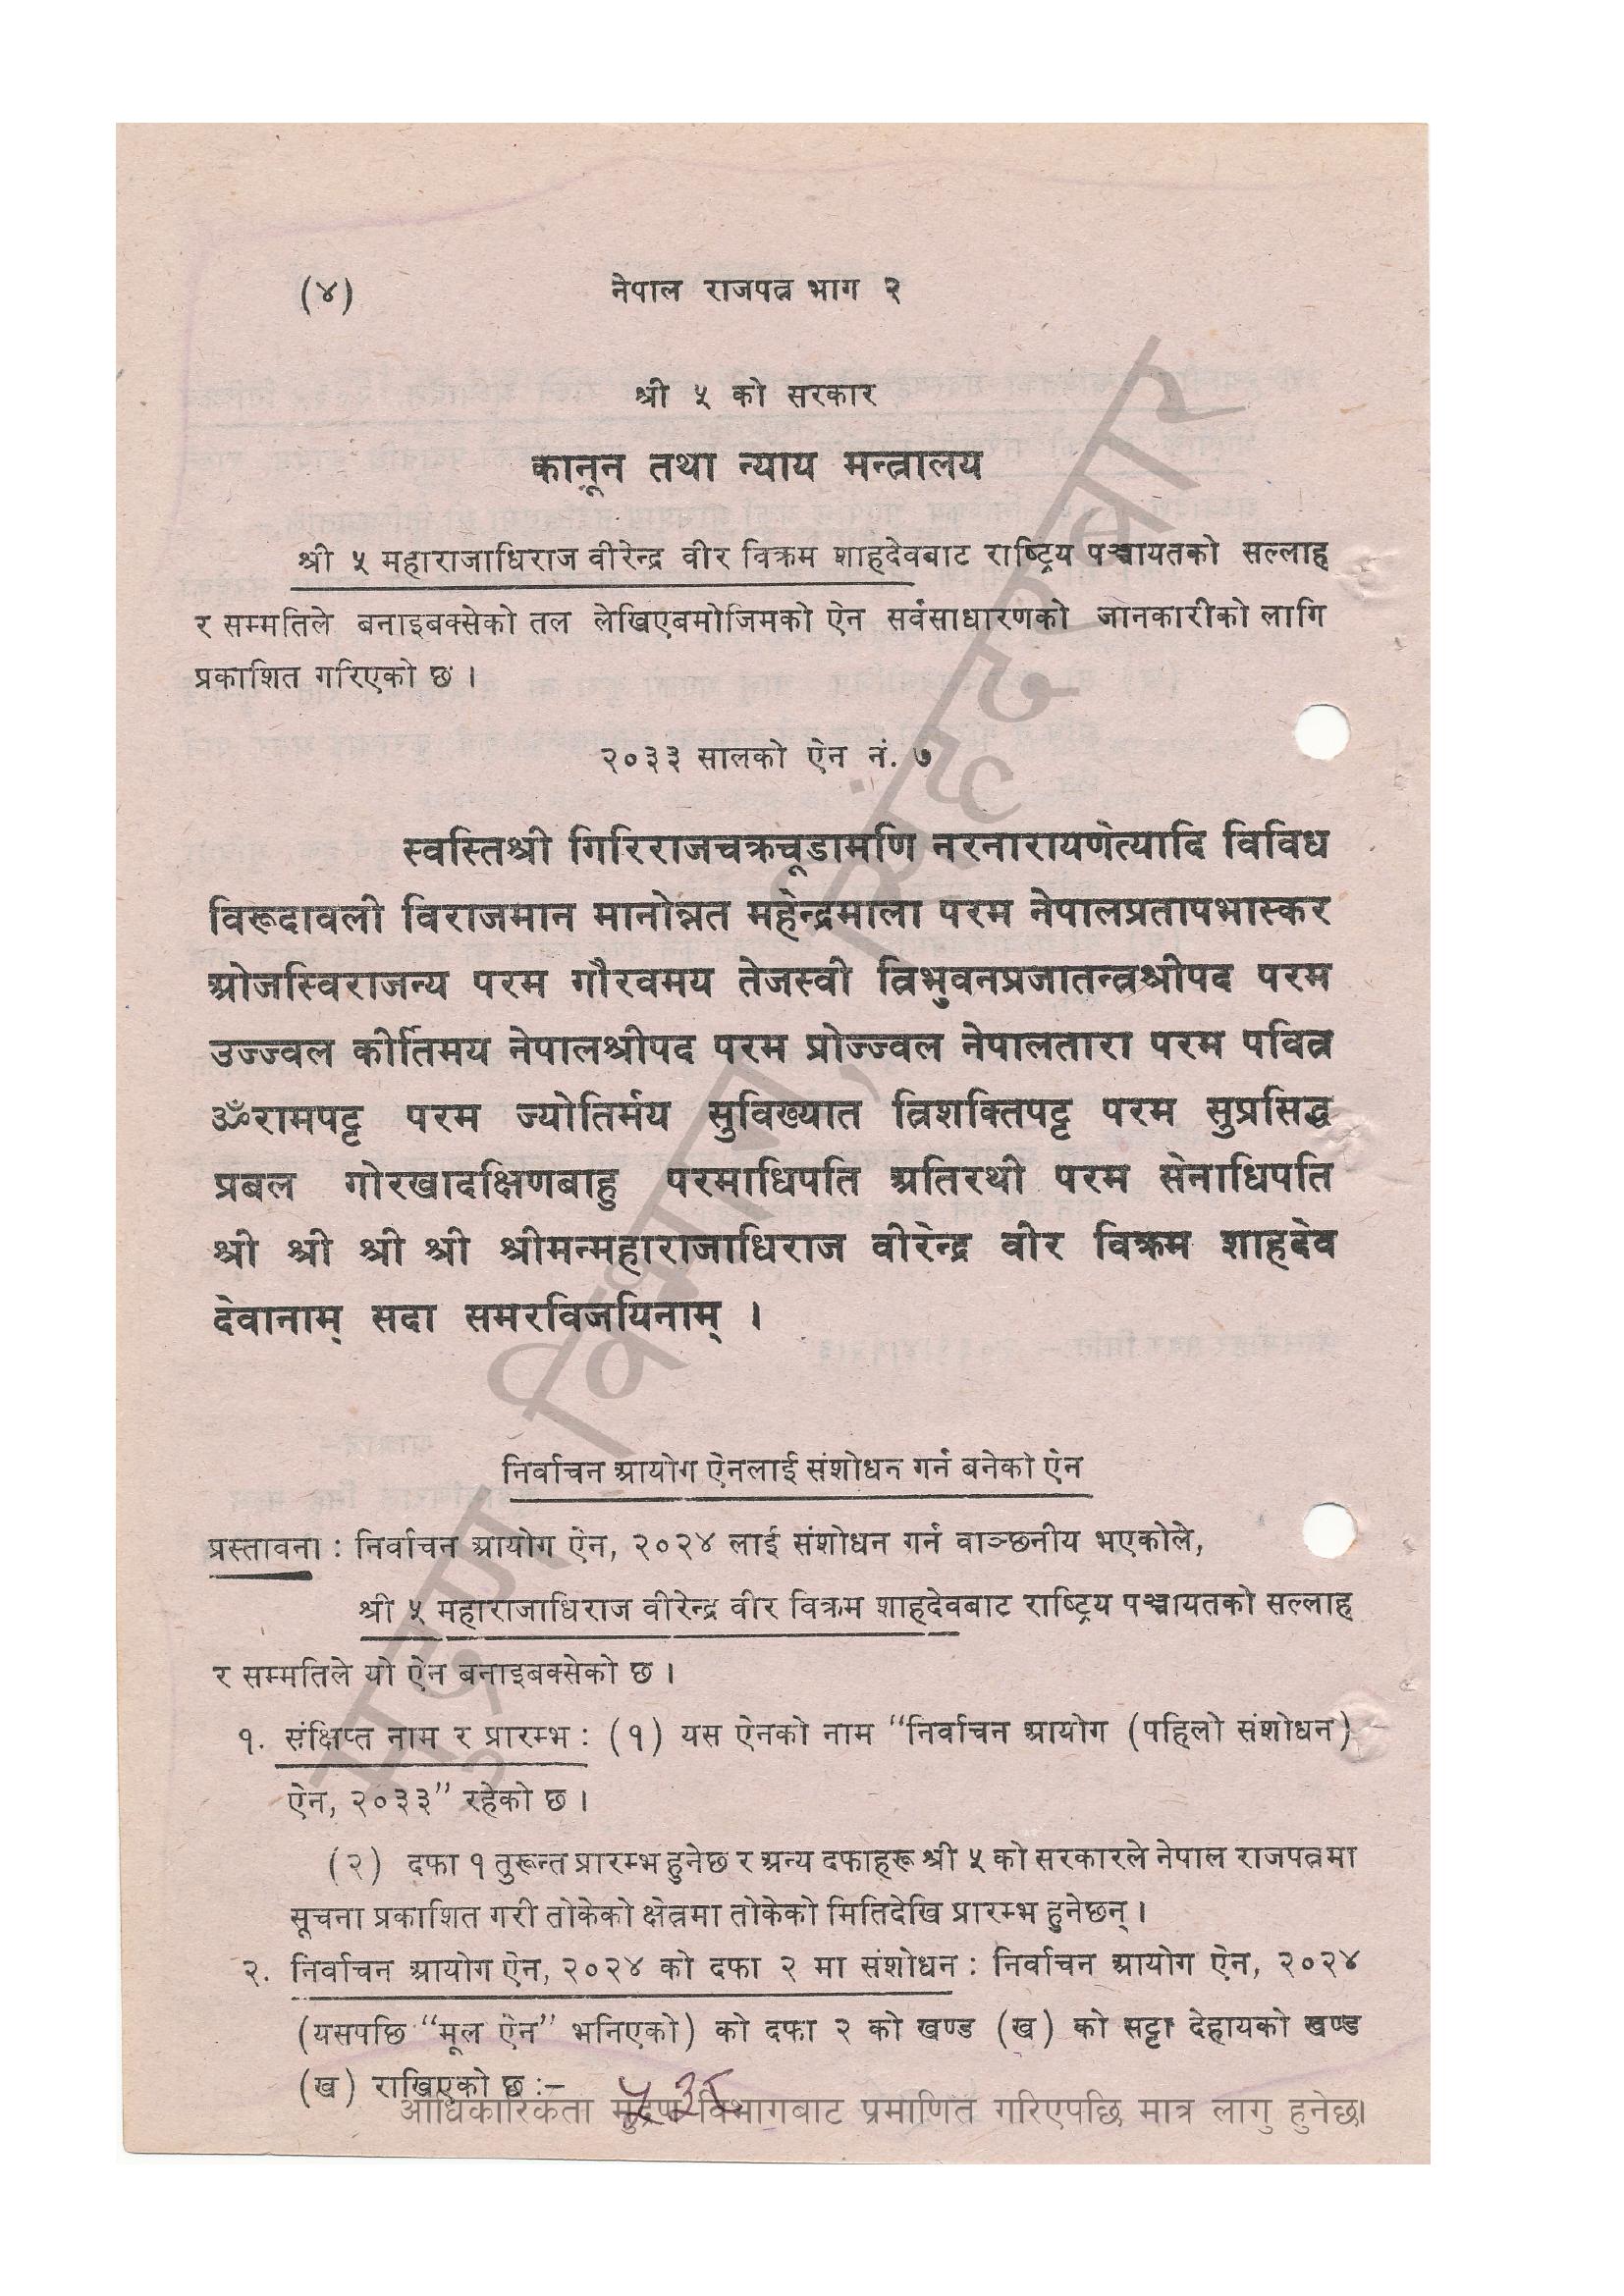 (४) नेपाल राजपत्र भाग २
श्री ५ को सरकार
कानून तथा न्याय मन्त्रालय
श्री ५ महाराजाधिराज वीरेन्द्र वीर विक्रम शाहदेवबाट राष्ट्रिय पञ्चायतको सल्लाह
र सम्मतिले बनाइबक्सेको तल लेखिएबमोजिमको ऐन सर्वसाधारणको जानकारीको लागि
प्रकाशित गरिएको छ ।
२०३३ सालको ऐन नं. ७
स्वस्तिश्री गिरिराजचक्रचूडामणि नरनारायणेत्यादि विविध
विरूदावली विराजमान मानोन्नत महेन्द्रमाला परम नेपालप्रतापभास्कर
ओजस्विराजन्य परम गौरवमय तेजस्वी त्रिभुवनप्रजातन्त्रश्रीपद परम
उज्ज्वल कीर्तिमय नेपालश्रीपद परम प्रोज्ज्वल नेपालतारा परम पवित्र
ॐरामपट्ट परम ज्योतिर्मय सुविख्यात त्रिशक्तिपट्ट परम सुप्रसिद्ध
प्रबल गोरखादक्षिणबाहु परमाधिपति अतिरथी परम सेनाधिपति
श्री श्री श्री श्री श्रीमन्महाराजाधिराज वीरेन्द्र वीर विक्रम शाहदेव
देवानाम् सदा समरविजयिनाम् ।
निर्वाचन आयोग ऐनलाई संशोधन गर्न बनेको ऐन
प्रस्तावना : निर्वाचन आयोग ऐन, २०२४ लाई संशोधन गर्न वाञ्छनीय भएकोले,
श्री ५ महाराजाधिराज वीरेन्द्र वीर विक्रम शाहदेवबाट राष्ट्रिय पञ्चायतको सल्लाह
र सम्मतिले यो ऐन बनाइबक्सेको छ ।
१. संक्षिप्त नाम र प्रारम्भ : (१) यस ऐनको नाम “निर्वाचन आयोग (पहिलो संशोधन)
ऐन, २०३३” रहेको छ ।
(२) दफा १ तुरून्त प्रारम्भ हुनेछ र अन्य दफाहरू श्री ५ को सरकारले नेपाल राजपत्रमा
सूचना प्रकाशित गरी तोकेको क्षेत्रमा तोकेको मितिदेखि प्रारम्भ हुनेछन् ।
२. निर्वाचन आयोग ऐन, २०२४ को दफा २ मा संशोधन : निर्वाचन आयोग ऐन, २०२४
(यसपछि “मूल ऐन” भनिएको) को दफा २ को खण्ड (ख) को सट्टा देहायको खण्ड
(ख) राखिएको छ :–
आधिकारिकता मुद्रण विभागबाट प्रमाणित गरिएपछि मात्र लागु हुनेछ।
मुद्रण विभाग, सिंहदरबार